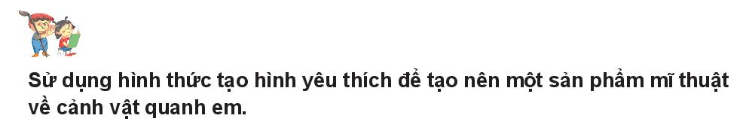 Sử dụng hình thức tạo hình yêu thích để tạo nên một sản phẩm mĩ thuật
về cảnh vật quanh em.